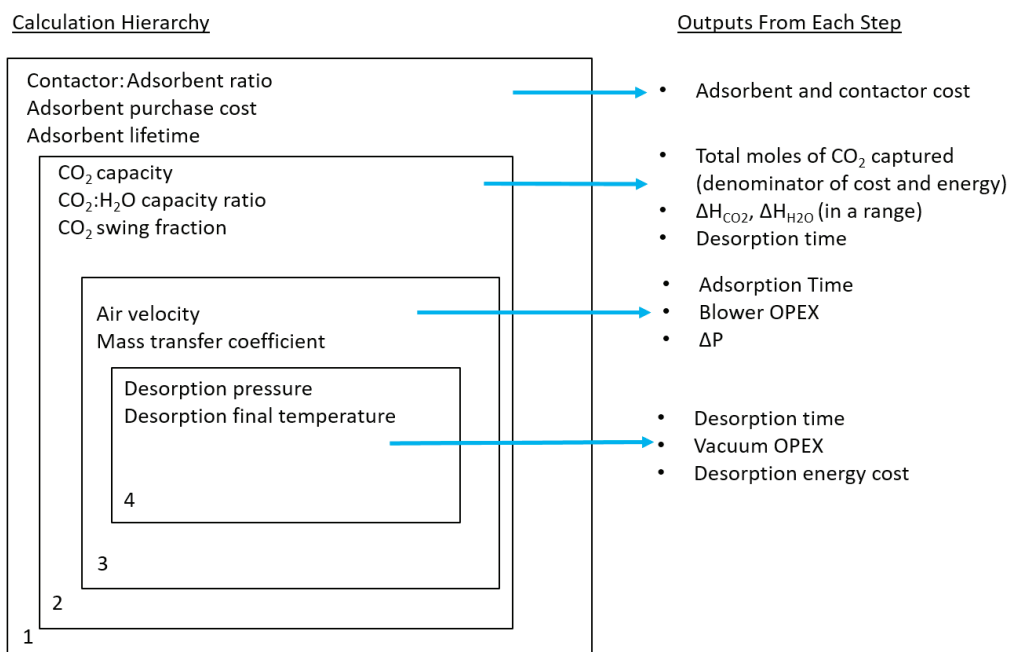 Calculation Hierarchy
Outputs From Each Step
Contactor:Adsorbent ratio
Adsorbent purchase cost
Adsorbent lifetime
• Adsorbent and contactor cost
CO₂ capacity
CO₂:H₂O capacity ratio
CO₂ swing fraction
• Total moles of CO₂ captured
(denominator of cost and energy)
• ΔH_CO2, ΔH_H2O (in a range)
• Desorption time
Air velocity
Mass transfer coefficient
• Adsorption Time
• Blower OPEX
• ΔP
Desorption pressure
Desorption final temperature
• Desorption time
• Vacuum OPEX
• Desorption energy cost
4
3
2
1